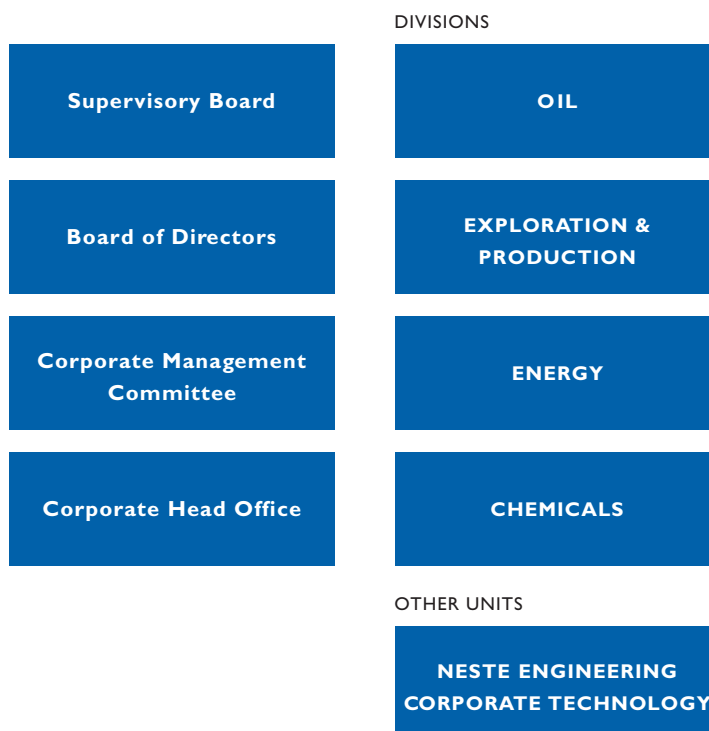 Supervisory Board
Board of Directors
Corporate Management
Committee
Corporate Head Office
DIVISIONS
OIL
EXPLORATION &
PRODUCTION
ENERGY
CHEMICALS
OTHER UNITS
NESTE ENGINEERING
CORPORATE TECHNOLOGY